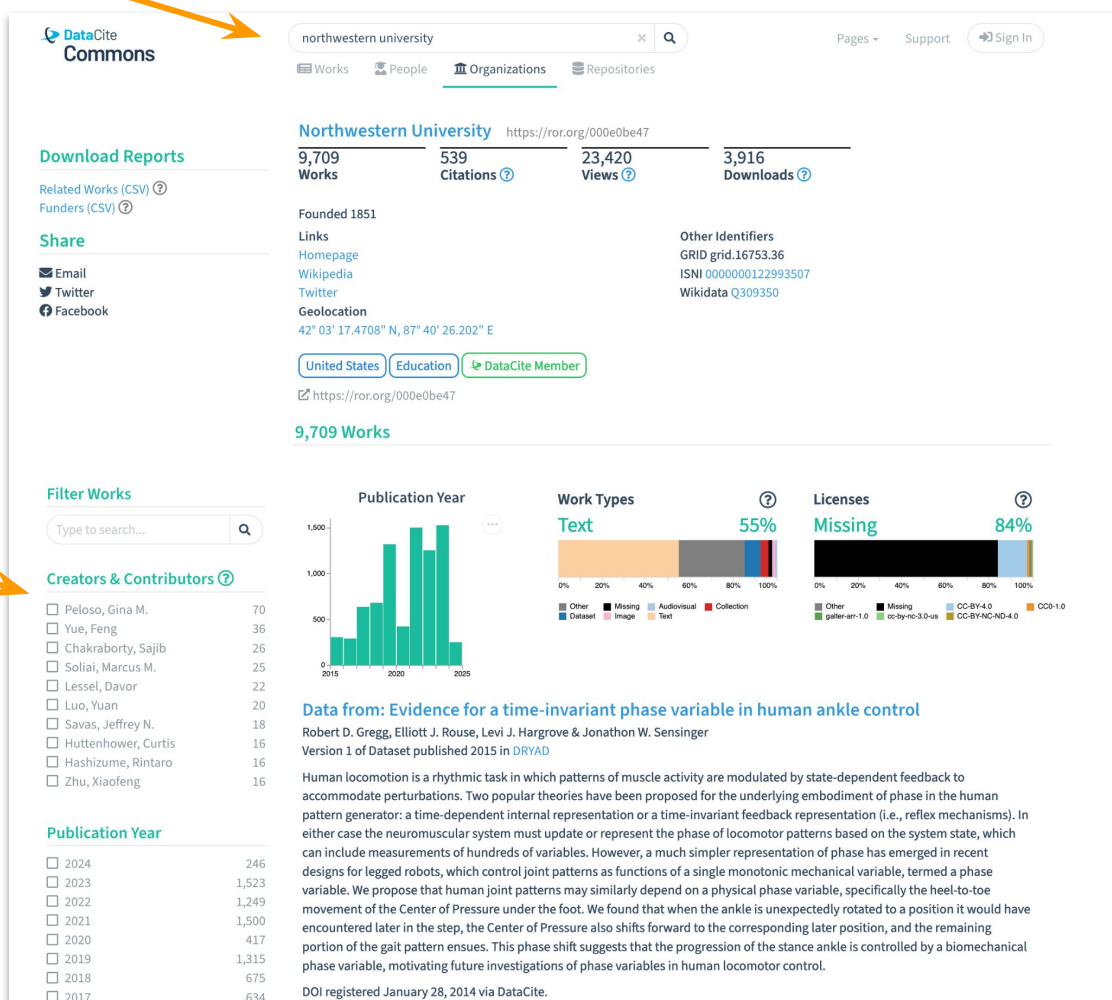 DataCite
Commons
northwestern university
Pages
Support
Sign In
Works
People
Organizations
Repositories
Northwestern University https://ror.org/000e0be47
Download Reports
Related Works (CSV)
Funders (CSV)
Share
Email
Twitter
Facebook
9,709
Works
539
Citations
23,420
Views
3,916
Downloads
Founded 1851
Links
Homepage
Wikipedia
Twitter
Geolocation
42° 03' 17.4708" N, 87° 40' 26.202" E
Other Identifiers
GRID grid.16753.36
ISNI 0000000122993507
Wikidata Q309350
United States
Education
DataCite Member
https://ror.org/000e0be47
9,709 Works
Filter Works
Type to search...
Creators & Contributors
Peloso, Gina M. 70
Yue, Feng 36
Chakraborty, Sajib 26
Soliai, Marcus M. 25
Lessel, Davor 22
Luo, Yuan 20
Savas, Jeffrey N. 18
Huttenhower, Curtis 16
Hashizume, Rintaro 16
Zhu, Xiaofeng 16
Publication Year
2024 246
2023 1,523
2022 1,249
2021 1,500
2020 417
2019 1,315
2018 675
2017 634
Publication Year
1,500
1,000
500
0
2015 2020 2025
Work Types
Text 55%
0% 20% 40% 60% 80% 100%
Other Missing Audiovisual Collection
Dataset Image Text
Licenses
Missing 84%
0% 20% 40% 60% 80% 100%
Other Missing CC-BY-4.0 CC0-1.0
galter-arr-1.0 cc-by-nc-3.0-us CC-BY-NC-ND-4.0
Data from: Evidence for a time-invariant phase variable in human ankle control
Robert D. Gregg, Elliott J. Rouse, Levi J. Hargrove & Jonathon W. Sensinger
Version 1 of Dataset published 2015 in DRYAD
Human locomotion is a rhythmic task in which patterns of muscle activity are modulated by state-dependent feedback to
accommodate perturbations. Two popular theories have been proposed for the underlying embodiment of phase in the human
pattern generator: a time-dependent internal representation or a time-invariant feedback representation (i.e., reflex mechanisms). In
either case the neuromuscular system must update or represent the phase of locomotor patterns based on the system state, which
can include measurements of hundreds of variables. However, a much simpler representation of phase has emerged in recent
designs for legged robots, which control joint patterns as functions of a single monotonic mechanical variable, termed a phase
variable. We propose that human joint patterns may similarly depend on a physical phase variable, specifically the heel-to-toe
movement of the Center of Pressure under the foot. We found that when the ankle is unexpectedly rotated to a position it would have
encountered later in the step, the Center of Pressure also shifts forward to the corresponding later position, and the remaining
portion of the gait pattern ensues. This phase shift suggests that the progression of the stance ankle is controlled by a biomechanical
phase variable, motivating future investigations of phase variables in human locomotor control.
DOI registered January 28, 2014 via DataCite.